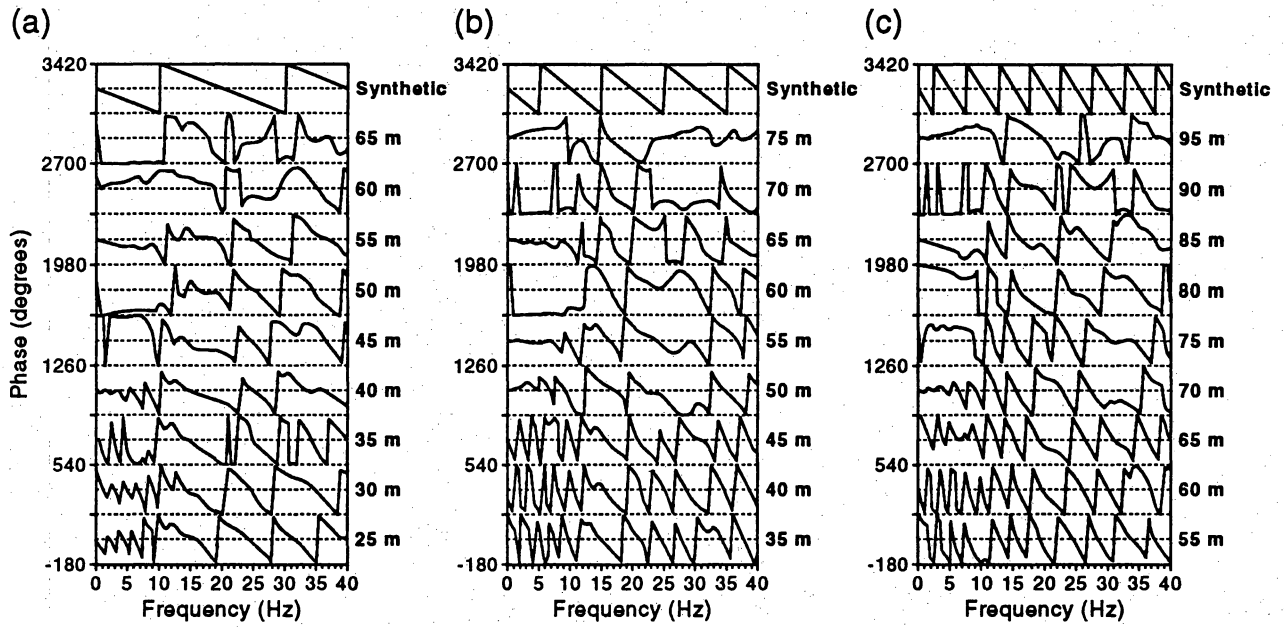 (a)
(b)
(c)
Phase (degrees)
3420
2700
1980
1260
540
-180
Synthetic
65 m
60 m
55 m
50 m
45 m
40 m
35 m
30 m
25 m
0 5 10 15 20 25 30 35 40
Frequency (Hz)
3420
2700
1980
1260
540
-180
Synthetic
75 m
70 m
65 m
60 m
55 m
50 m
45 m
40 m
35 m
0 5 10 15 20 25 30 35 40
Frequency (Hz)
3420
2700
1980
1260
540
-180
Synthetic
95 m
90 m
85 m
80 m
75 m
70 m
65 m
60 m
55 m
0 5 10 15 20 25 30 35 40
Frequency (Hz)